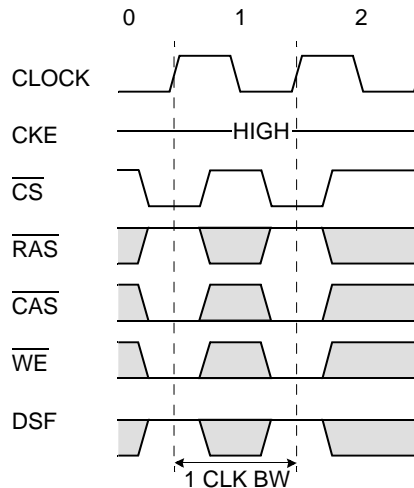 0 1 2
CLOCK
CKE HIGH
CS
RAS
CAS
WE
DSF
1 CLK BW